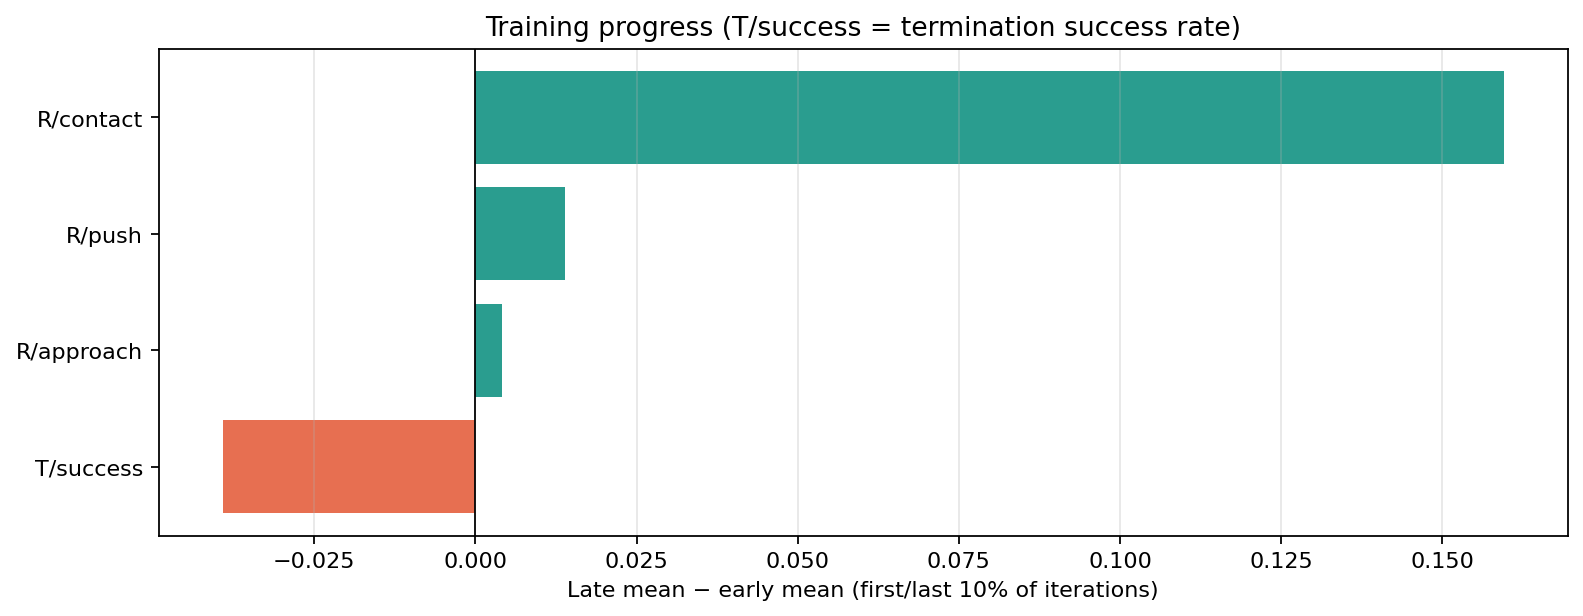 Training progress (T/success = termination success rate)
R/contact
R/push
R/approach
T/success
−0.025 0.000 0.025 0.050 0.075 0.100 0.125 0.150
Late mean − early mean (first/last 10% of iterations)